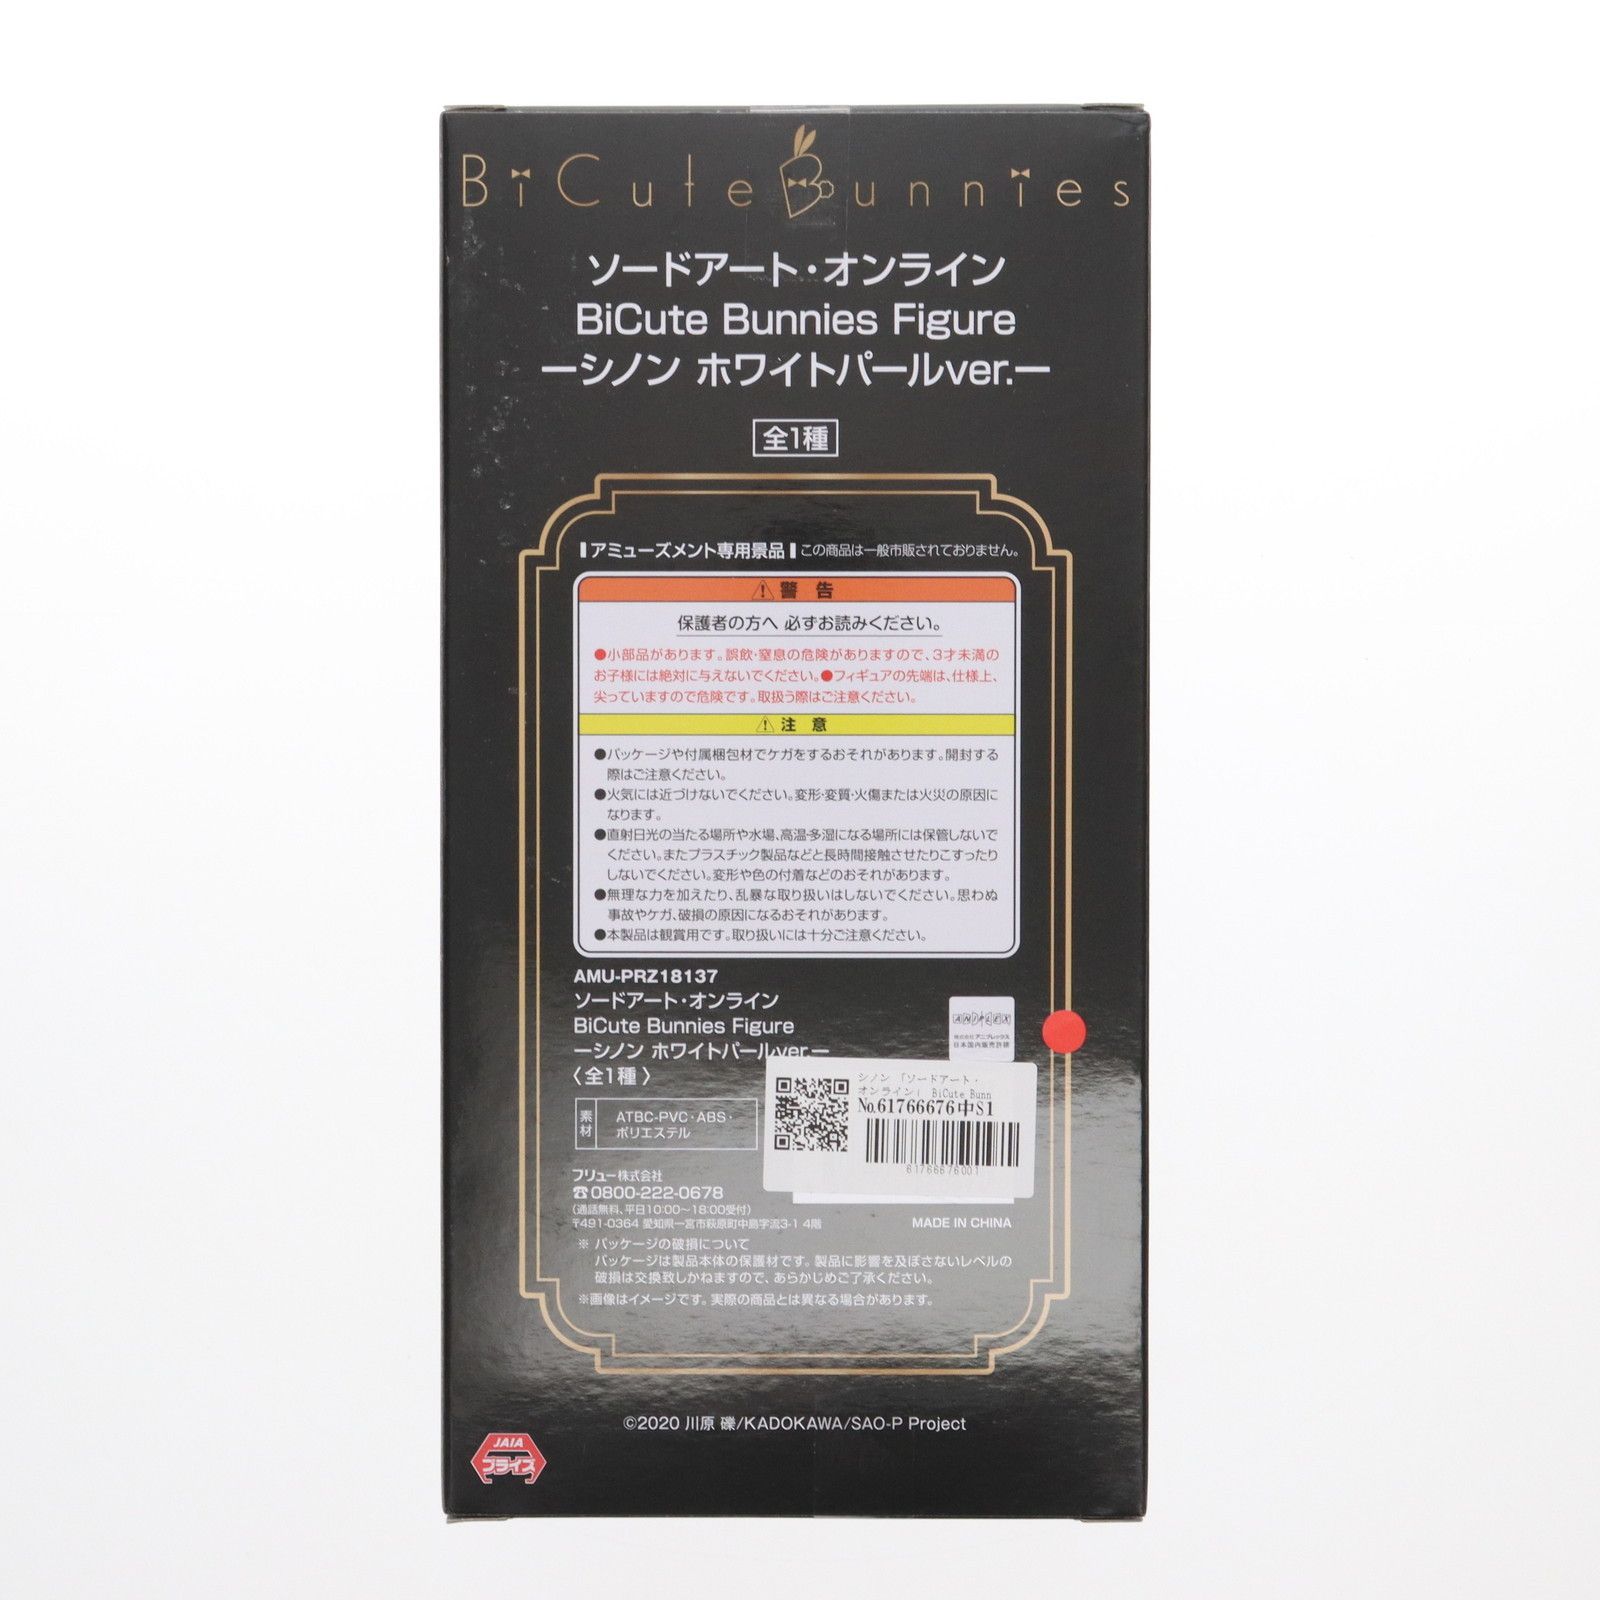 BiCute Bunnies
ソードアート・オンライン
BiCute Bunnies Figure
ーシノン ホワイトパールver.ー
全1種
アミューズメント専用景品 この商品は一般市販されておりません。
⚠警 告
保護者の方へ 必ずお読みください。
●小部品があります。誤飲・窒息の危険がありますので、3才未満の
お子様には絶対に与えないでください。●フィギュアの先端は、仕様上、
尖っていますので危険です。取扱う際はご注意ください。
⚠注 意
●パッケージや付属梱包材でケガをするおそれがあります。開封する
際はご注意ください。
●火気には近づけないでください。変形・変質・火傷または火災の原因に
なります。
●直射日光の当たる場所や水場、高温・多湿になる場所には保管しないで
ください。またプラスチック製品などと長時間接触させたりこすったり
しないでください。変形や色の付着などのおそれがあります。
●無理な力を加えたり、乱暴な取り扱いはしないでください。思わぬ
事故やケガ、破損の原因になるおそれがあります。
●本製品は観賞用です。取り扱いには十分ご注意ください。
AMU-PRZ18137
ソードアート・オンライン
BiCute Bunnies Figure
ーシノン ホワイトパールver.ー
〈全1種〉
ANIPLEX
株式会社アニプレックス
日本国内販売許諾
シノン 「ソードアート・
オンライン」 BiCute Bunn
No.61766676中S1
61766676001
素材
ATBC-PVC・ABS・
ポリエステル
フリュー株式会社
☎0800-222-0678
(通話無料、平日10:00～18:00受付)
〒491-0364 愛知県一宮市萩原町中島字流3-1 4階
MADE IN CHINA
※ パッケージの破損について
パッケージは製品本体の保護材です。製品に影響を及ぼさないレベルの
破損は交換致しかねますので、あらかじめご了承ください。
※画像はイメージです。実際の商品とは異なる場合があります。
©2020 川原 礫/KADOKAWA/SAO-P Project
JAIA
プライズ